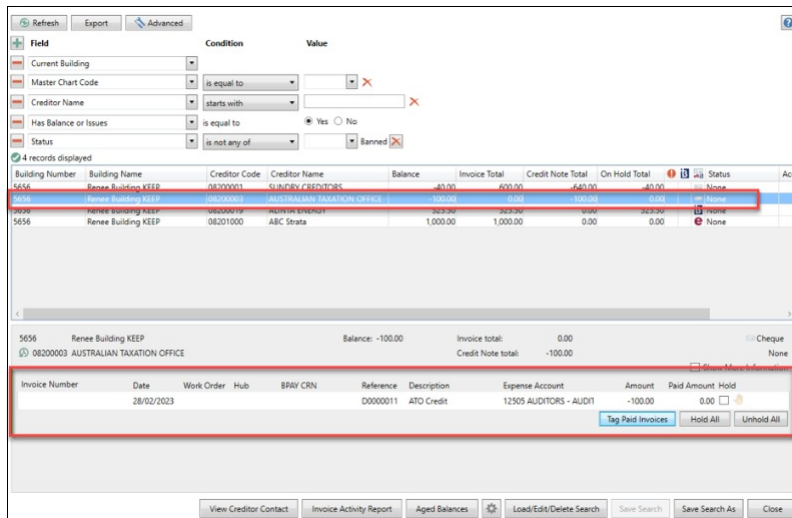 Refresh Export Advanced
Field Condition Value
Current Building
Master Chart Code is equal to
Creditor Name starts with
Has Balance or Issues is equal to Yes No
Status is not any of Banned
4 records displayed
Building Number Building Name Creditor Code Creditor Name Balance Invoice Total Credit Note Total On Hold Total Status Acc
5656 Renee Building KEEP 08200001 SUNDRY CREDITORS -40.00 600.00 -640.00 -40.00 None
5656 Renee Building KEEP 08200003 AUSTRALIAN TAXATION OFFICE -100.00 0.00 -100.00 0.00 None
5656 Renee Building KEEP 08200019 ENERGY 525.50 525.50 0.00 525.50 None
5656 Renee Building KEEP 08201000 ABC Strata 1,000.00 1,000.00 0.00 0.00 None
5656 Renee Building KEEP Balance: -100.00 Invoice total: 0.00 Cheque
08200003 AUSTRALIAN TAXATION OFFICE Credit Note total: -100.00 None
Show More Information
Invoice Number Date Work Order Hub BPAY CRN Reference Description Expense Account Amount Paid Amount Hold
28/02/2023 D0000011 ATO Credit 12505 AUDITORS - AUDIT -100.00 0.00
Tag Paid Invoices Hold All Unhold All
View Creditor Contact Invoice Activity Report Aged Balances Load/Edit/Delete Search Save Search Save Search As Close